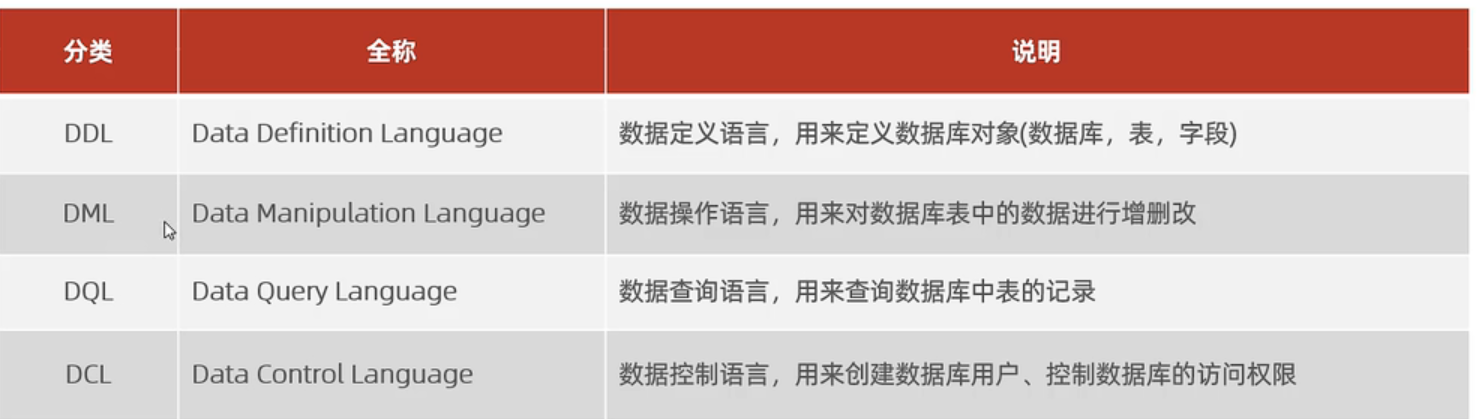 分类 全称 说明
DDL Data Definition Language 数据定义语言，用来定义数据库对象(数据库，表，字段)
DML Data Manipulation Language 数据操作语言，用来对数据库表中的数据进行增删改
DQL Data Query Language 数据查询语言，用来查询数据库中表的记录
DCL Data Control Language 数据控制语言，用来创建数据库用户、控制数据库的访问权限